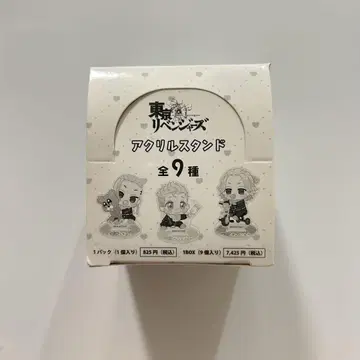 東京
リベンジャーズ
アクリルスタンド
全9種
1パック（1個入り） 825円（税込） 1BOX（9個入り） 7,425円（税込）